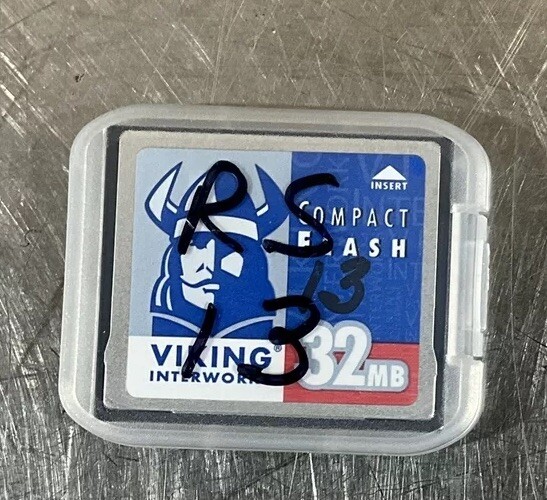 RS
13
INSERT
COMPACT
FLASH
13
VIKING®
INTERWORKS
32MB